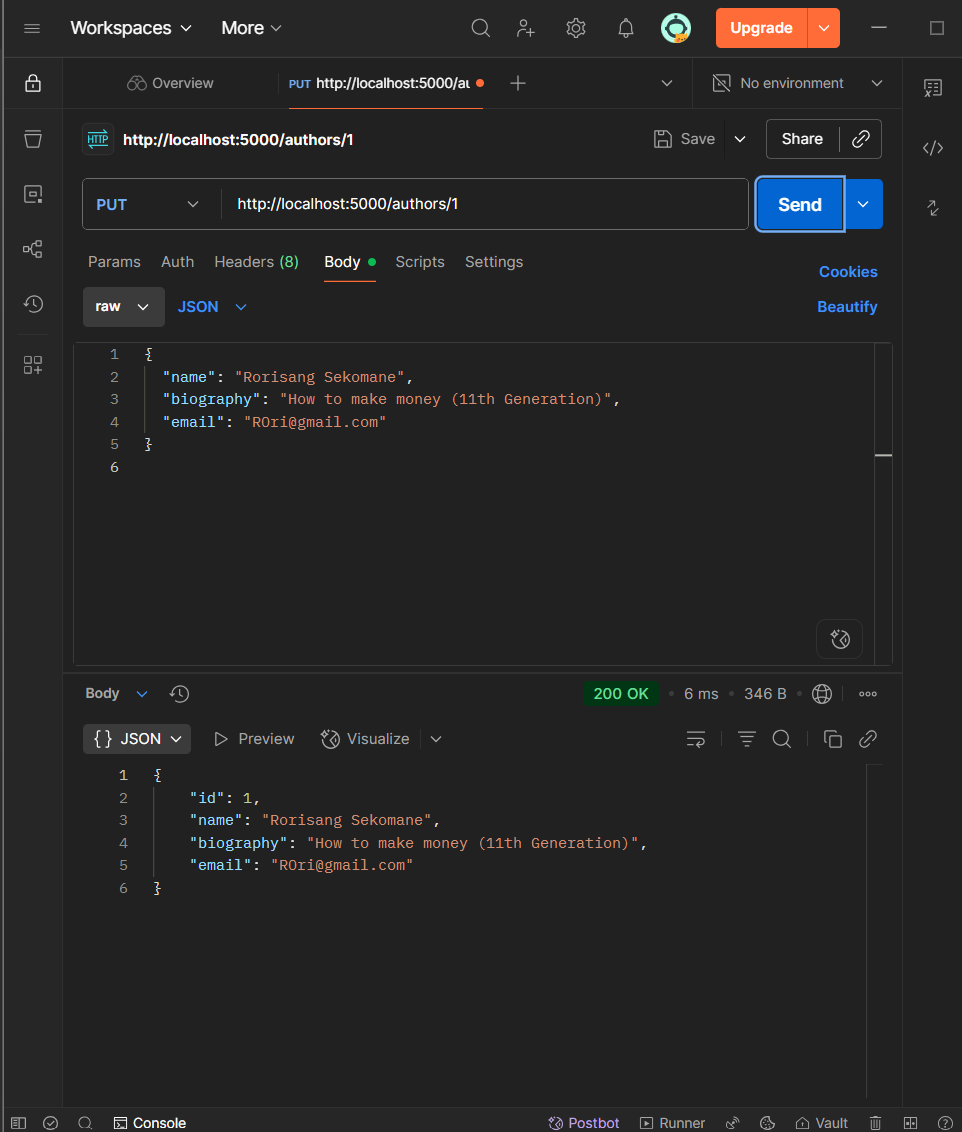 Workspaces More Upgrade
Overview PUT http://localhost:5000/au No environment
HTTP http://localhost:5000/authors/1 Save Share
PUT http://localhost:5000/authors/1 Send
Params Auth Headers (8) Body Scripts Settings Cookies
raw JSON Beautify
1 {
2 "name": "Rorisang Sekomane",
3 "biography": "How to make money (11th Generation)",
4 "email": "ROri@gmail.com"
5 }
6
Body 200 OK • 6 ms • 346 B •
{} JSON Preview Visualize
1 {
2 "id": 1,
3 "name": "Rorisang Sekomane",
4 "biography": "How to make money (11th Generation)",
5 "email": "ROri@gmail.com"
6 }
Console Postbot Runner Vault